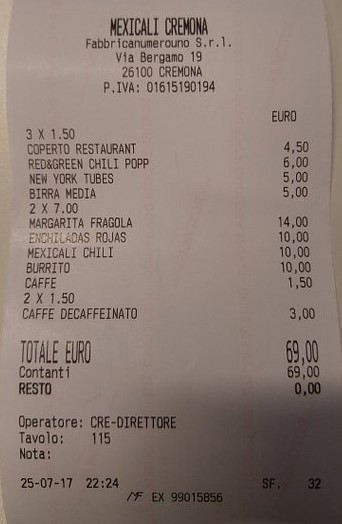 MEXICALI CREMONA
Fabbricanumerouno S.r.l.
Via Bergamo 19
26100 CREMONA
P.IVA: 01615190194
EURO
3 X 1.50
COPERTO RESTAURANT 4,50
RED&GREEN CHILI POPP 6,00
NEW YORK TUBES 5,00
BIRRA MEDIA 5,00
2 X 7.00
MARGARITA FRAGOLA 14,00
ENCHILADAS ROJAS 10,00
MEXICALI CHILI 10,00
BURRITO 10,00
CAFFE 1,50
2 X 1.50
CAFFE DECAFFEINATO 3,00
TOTALE EURO 69,00
Contanti 69,00
RESTO 0,00
Operatore: CRE-DIRETTORE
Tavolo: 115
Nota:
25-07-17 22:24 SF. 32
MF EX 99015856